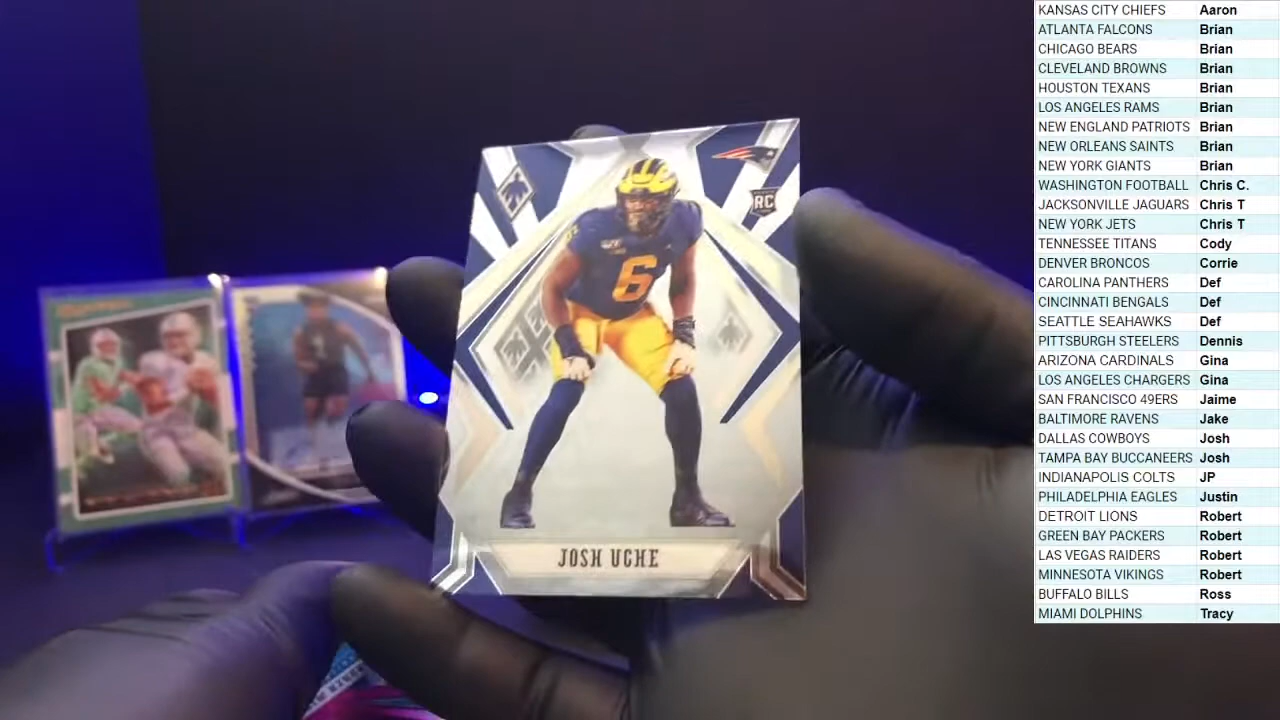 RC
6
JOSH UCHE
KANSAS CITY CHIEFS Aaron
ATLANTA FALCONS Brian
CHICAGO BEARS Brian
CLEVELAND BROWNS Brian
HOUSTON TEXANS Brian
LOS ANGELES RAMS Brian
NEW ENGLAND PATRIOTS Brian
NEW ORLEANS SAINTS Brian
NEW YORK GIANTS Brian
WASHINGTON FOOTBALL Chris C.
JACKSONVILLE JAGUARS Chris T
NEW YORK JETS Chris T
TENNESSEE TITANS Cody
DENVER BRONCOS Corrie
CAROLINA PANTHERS Def
CINCINNATI BENGALS Def
SEATTLE SEAHAWKS Def
PITTSBURGH STEELERS Dennis
ARIZONA CARDINALS Gina
LOS ANGELES CHARGERS Gina
SAN FRANCISCO 49ERS Jaime
BALTIMORE RAVENS Jake
DALLAS COWBOYS Josh
TAMPA BAY BUCCANEERS Josh
INDIANAPOLIS COLTS JP
PHILADELPHIA EAGLES Justin
DETROIT LIONS Robert
GREEN BAY PACKERS Robert
LAS VEGAS RAIDERS Robert
MINNESOTA VIKINGS Robert
BUFFALO BILLS Ross
MIAMI DOLPHINS Tracy